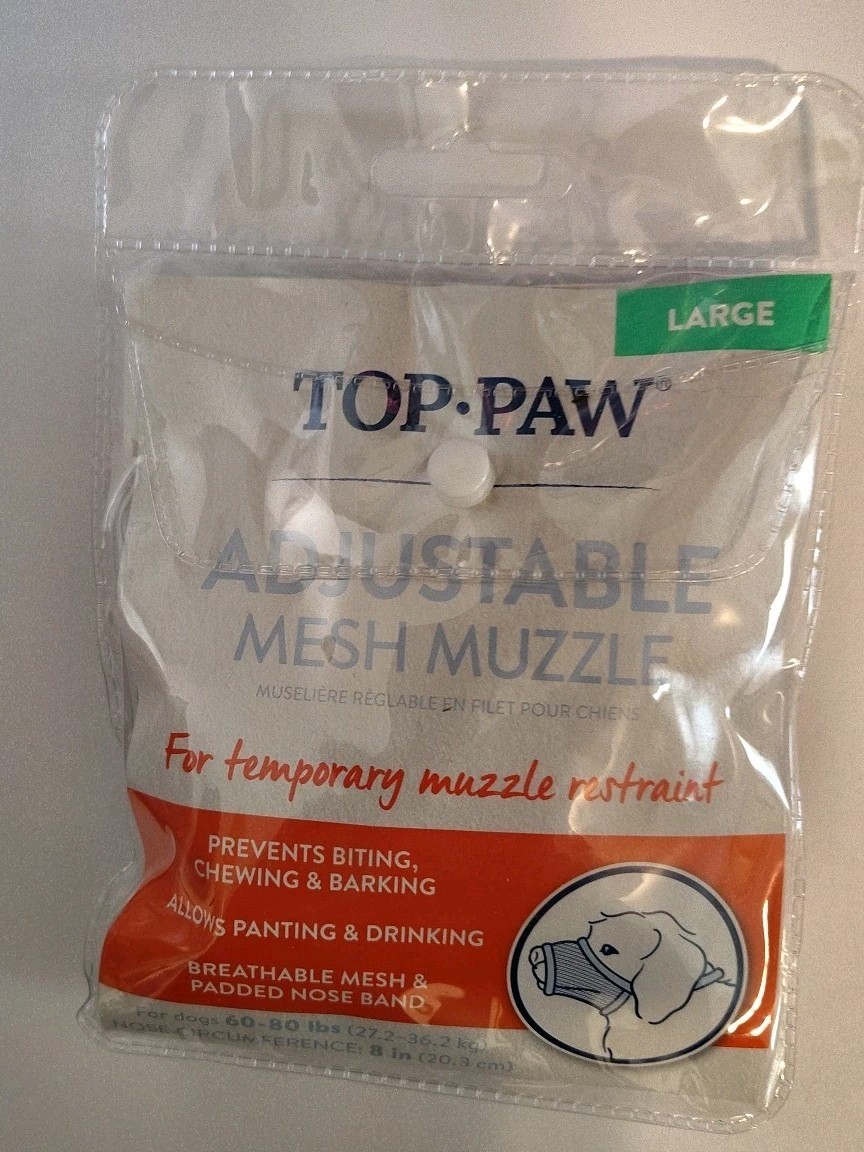 LARGE
TOP•PAW®
ADJUSTABLE
MESH MUZZLE
MUSELIÈRE RÉGLABLE EN FILET POUR CHIENS
For temporary muzzle restraint
PREVENTS BITING,
CHEWING & BARKING
ALLOWS PANTING & DRINKING
BREATHABLE MESH &
PADDED NOSE BAND
For dogs 60-80 lbs (27.2-36.2 kg)
NOSE CIRCUMFERENCE: 8 in (20.3 cm)